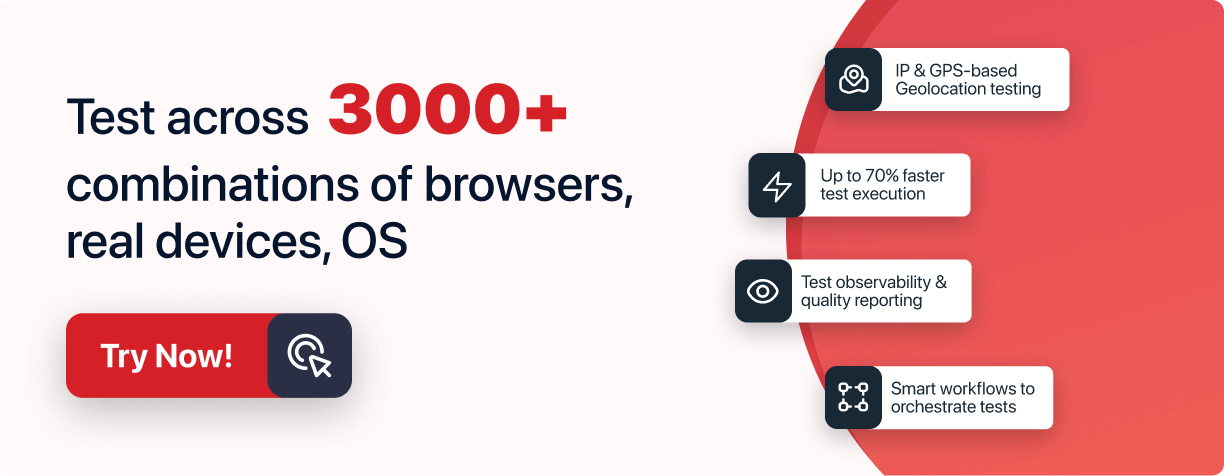 Test across 3000+
combinations of browsers,
real devices, OS
Try Now!
IP & GPS-based
Geolocation testing
Up to 70% faster
test execution
Test observability &
quality reporting
Smart workflows to
orchestrate tests